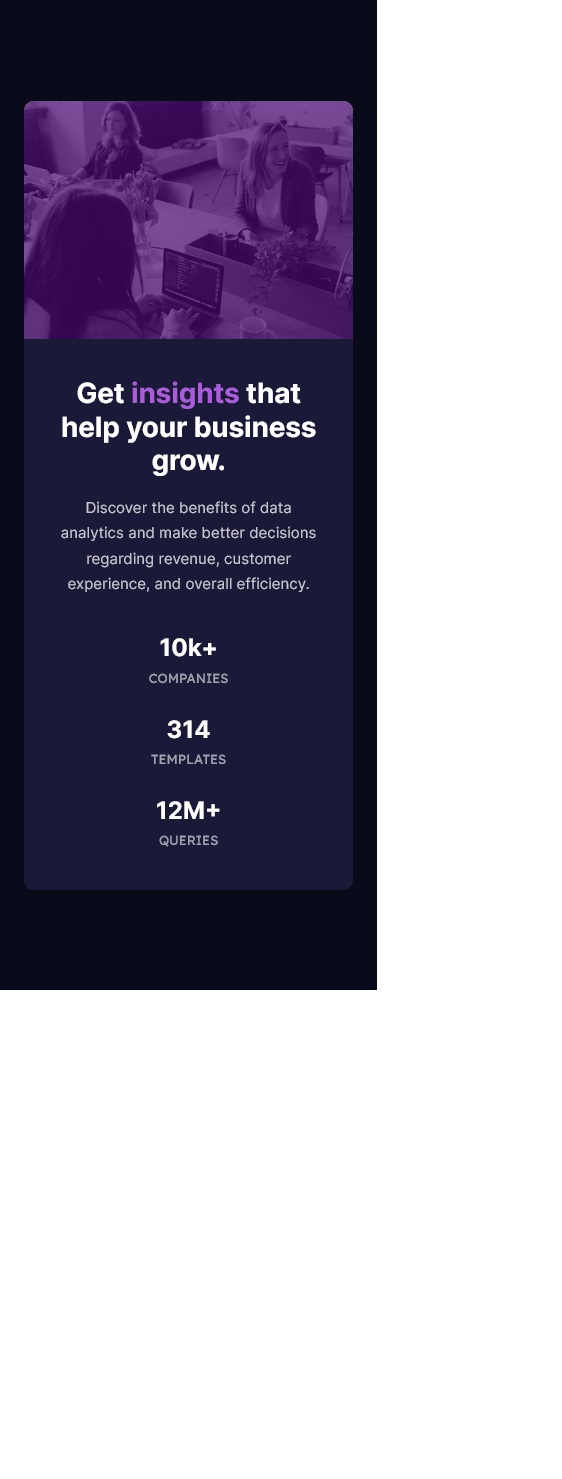 Get insights that
help your business
grow.
Discover the benefits of data
analytics and make better decisions
regarding revenue, customer
experience, and overall efficiency.
10k+
COMPANIES
314
TEMPLATES
12M+
QUERIES